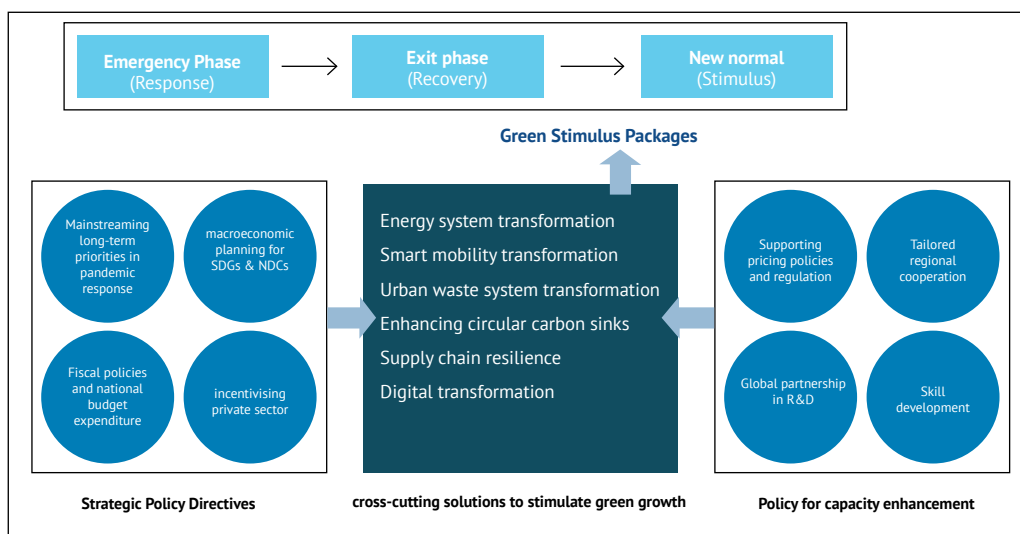 Emergency Phase
(Response)
Exit phase
(Recovery)
New normal
(Stimulus)
Green Stimulus Packages
Mainstreaming
long-term
priorities in
pandemic
response
macroeconomic
planning for
SDGs & NDCs
Fiscal policies
and national
budget
expenditure
incentivising
private sector
Energy system transformation
Smart mobility transformation
Urban waste system transformation
Enhancing circular carbon sinks
Supply chain resilience
Digital transformation
Supporting
pricing policies
and regulation
Tailored
regional
cooperation
Global partnership
in R&D
Skill
development
Strategic Policy Directives
cross-cutting solutions to stimulate green growth
Policy for capacity enhancement